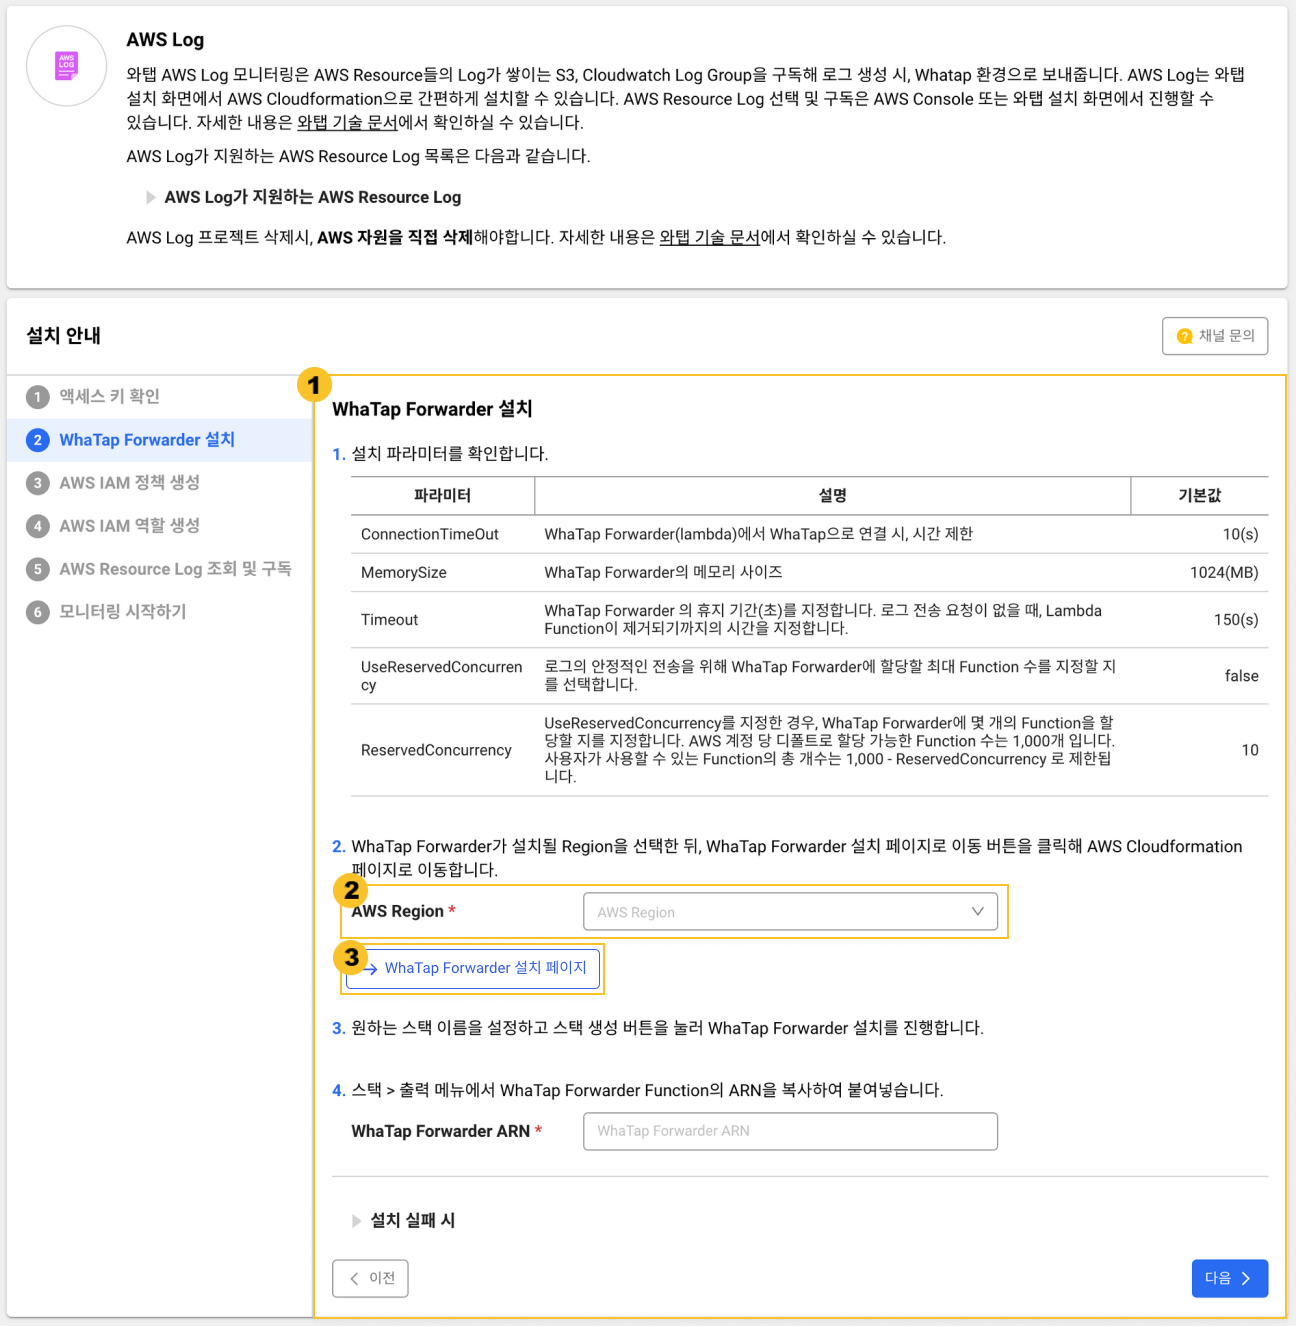 AWS Log
AWS
LOG
와탭 AWS Log 모니터링은 AWS Resource들의 Log가 쌓이는 S3, Cloudwatch Log Group을 구독해 로그 생성 시, Whatap 환경으로 보내줍니다. AWS Log는 와탭
설치 화면에서 AWS Cloudformation으로 간편하게 설치할 수 있습니다. AWS Resource Log 선택 및 구독은 AWS Console 또는 와탭 설치 화면에서 진행할 수
있습니다. 자세한 내용은 와탭 기술 문서에서 확인하실 수 있습니다.
AWS Log가 지원하는 AWS Resource Log 목록은 다음과 같습니다.
AWS Log가 지원하는 AWS Resource Log
AWS Log 프로젝트 삭제시, AWS 자원을 직접 삭제해야합니다. 자세한 내용은 와탭 기술 문서에서 확인하실 수 있습니다.
설치 안내
? 채널 문의
1 액세스 키 확인
2 WhaTap Forwarder 설치
3 AWS IAM 정책 생성
4 AWS IAM 역할 생성
5 AWS Resource Log 조회 및 구독
6 모니터링 시작하기
1
WhaTap Forwarder 설치
1. 설치 파라미터를 확인합니다.
파라미터 설명 기본값
ConnectionTimeOut WhaTap Forwarder(lambda)에서 WhaTap으로 연결 시, 시간 제한 10(s)
MemorySize WhaTap Forwarder의 메모리 사이즈 1024(MB)
Timeout
WhaTap Forwarder 의 휴지 기간(초)를 지정합니다. 로그 전송 요청이 없을 때, Lambda
Function이 제거되기까지의 시간을 지정합니다.
150(s)
UseReservedConcurren
cy
로그의 안정적인 전송을 위해 WhaTap Forwarder에 할당할 최대 Function 수를 지정할 지
를 선택합니다.
false
ReservedConcurrency
UseReservedConcurrency를 지정한 경우, WhaTap Forwarder에 몇 개의 Function을 할
당할 지를 지정합니다. AWS 계정 당 디폴트로 할당 가능한 Function 수는 1,000개 입니다.
사용자가 사용할 수 있는 Function의 총 개수는 1,000 - ReservedConcurrency 로 제한됩
니다.
10
2. WhaTap Forwarder가 설치될 Region을 선택한 뒤, WhaTap Forwarder 설치 페이지로 이동 버튼을 클릭해 AWS Cloudformation
페이지로 이동합니다.
2
AWS Region * AWS Region
3
WhaTap Forwarder 설치 페이지
3. 원하는 스택 이름을 설정하고 스택 생성 버튼을 눌러 WhaTap Forwarder 설치를 진행합니다.
4. 스택 > 출력 메뉴에서 WhaTap Forwarder Function의 ARN을 복사하여 붙여넣습니다.
WhaTap Forwarder ARN * WhaTap Forwarder ARN
설치 실패 시
이전
다음